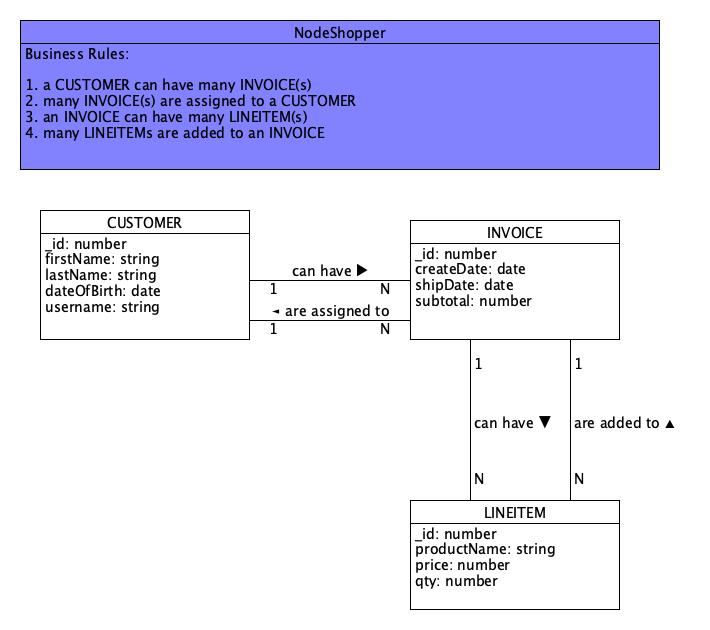 NodeShopper
Business Rules:
1. a CUSTOMER can have many INVOICE(s)
2. many INVOICE(s) are assigned to a CUSTOMER
3. an INVOICE can have many LINEITEM(s)
4. many LINEITEMs are added to an INVOICE
CUSTOMER
_id: number
firstName: string
lastName: string
dateOfBirth: date
username: string
can have ▶
1 N
◄ are assigned to
1 N
INVOICE
_id: number
createDate: date
shipDate: date
subtotal: number
1 1
can have ▼ are added to ▲
N N
LINEITEM
_id: number
productName: string
price: number
qty: number